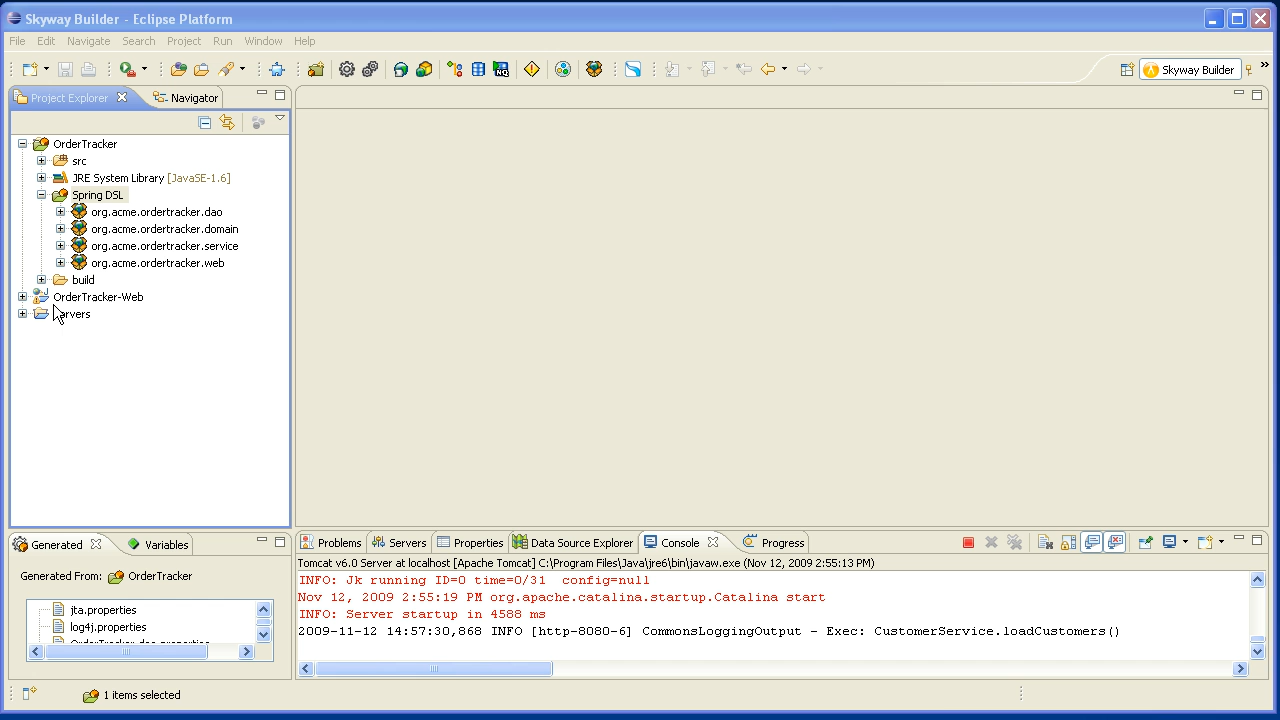 Skyway Builder - Eclipse Platform
File Edit Navigate Search Project Run Window Help
Skyway Builder
Project Explorer
Navigator
OrderTracker
src
JRE System Library [JavaSE-1.6]
Spring DSL
org.acme.ordertracker.dao
org.acme.ordertracker.domain
org.acme.ordertracker.service
org.acme.ordertracker.web
build
OrderTracker-Web
Generated
Variables
Generated From: OrderTracker
jta.properties
log4j.properties
OrderTracker-dao.properties
Problems Servers Properties Data Source Explorer Console Progress
Tomcat v6.0 Server at localhost [Apache Tomcat] C:\Program Files\Java\jre6\bin\javaw.exe (Nov 12, 2009 2:55:13 PM)
INFO: Jk running ID=0 time=0/31 config=null
Nov 12, 2009 2:55:19 PM org.apache.catalina.startup.Catalina start
INFO: Server startup in 4588 ms
2009-11-12 14:57:30,868 INFO [http-8080-6] CommonsLoggingOutput - Exec: CustomerService.loadCustomers()
1 items selected